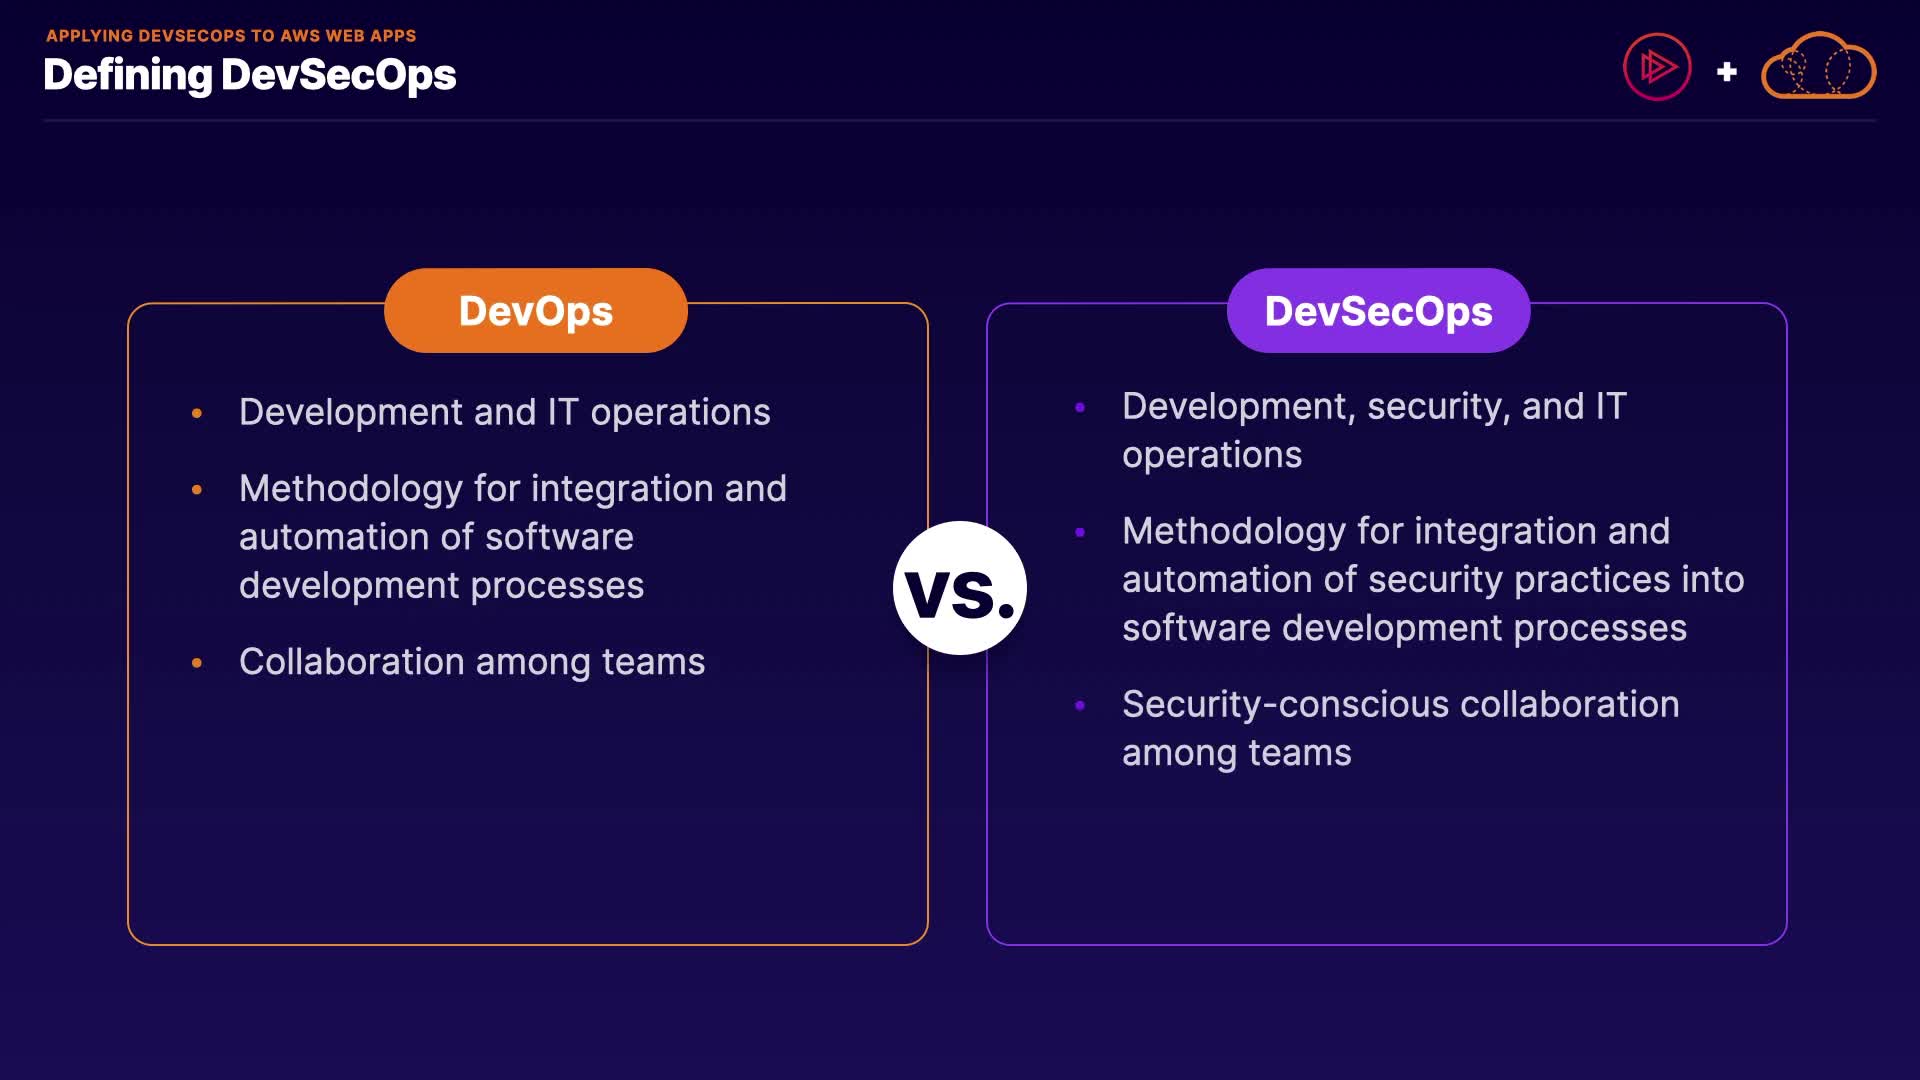 APPLYING DEVSECOPS TO AWS WEB APPS
Defining DevSecOps
DevOps
• Development and IT operations
• Methodology for integration and
automation of software
development processes
• Collaboration among teams
vs.
DevSecOps
• Development, security, and IT
operations
• Methodology for integration and
automation of security practices into
software development processes
• Security-conscious collaboration
among teams